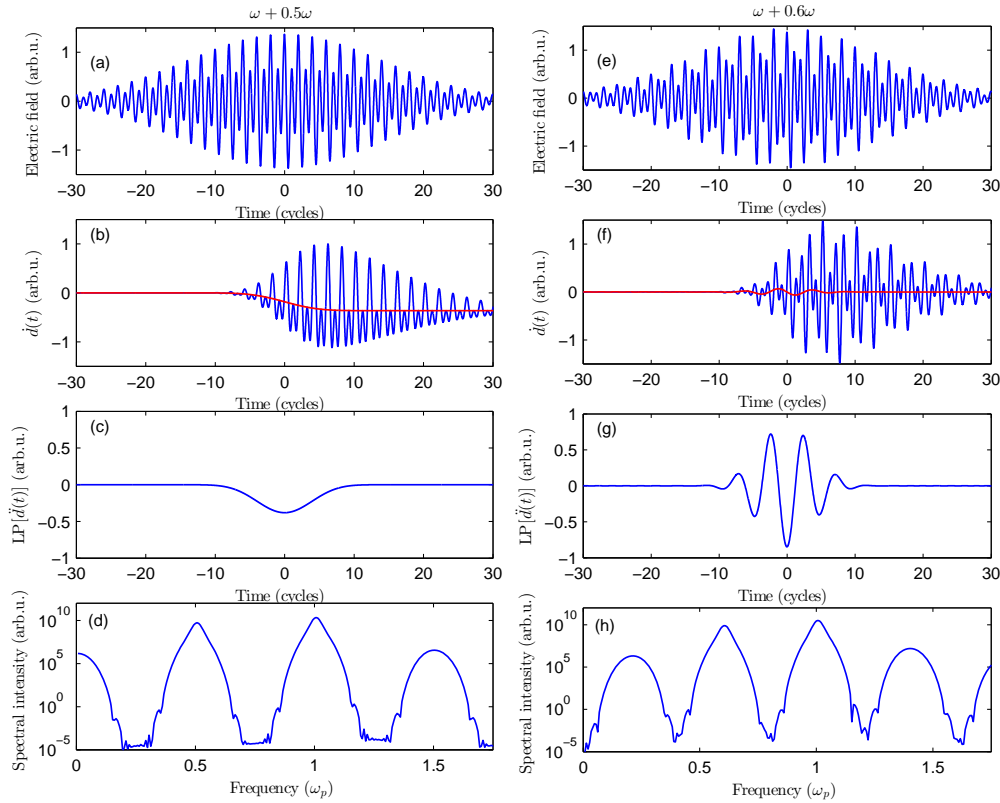 ω + 0.5ω
(a)
Electric field (arb.u.)
1
0
−1
−30 −20 −10 0 10 20 30
Time (cycles)
(b)
ḋ(t) (arb.u.)
1
0
−1
−30 −20 −10 0 10 20 30
Time (cycles)
(c)
LP[d̈(t)] (arb.u.)
1
0.5
0
−0.5
−1
−30 −20 −10 0 10 20 30
Time (cycles)
(d)
Spectral intensity (arb.u.)
10^10
10^5
10^0
10^−5
0 0.5 1 1.5
Frequency (ω_p)
ω + 0.6ω
(e)
Electric field (arb.u.)
1
0
−1
−30 −20 −10 0 10 20 30
Time (cycles)
(f)
ḋ(t) (arb.u.)
1
0
−1
−30 −20 −10 0 10 20 30
Time (cycles)
(g)
LP[d̈(t)] (arb.u.)
1
0.5
0
−0.5
−1
−30 −20 −10 0 10 20 30
Time (cycles)
(h)
Spectral intensity (arb.u.)
10^10
10^5
10^0
10^−5
0 0.5 1 1.5
Frequency (ω_p)